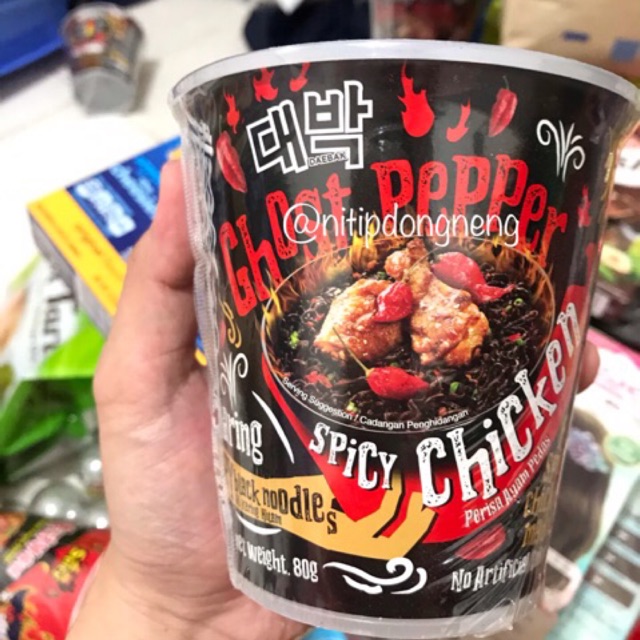 대박
DAEBAK
Ghost Pepper
@nitipdongneng
Serving Suggestion / Cadangan Penghidangan
SPicY Chicken
Perisa Ayam Pedas
black noodles
Net Weight. 80g
No Artificial